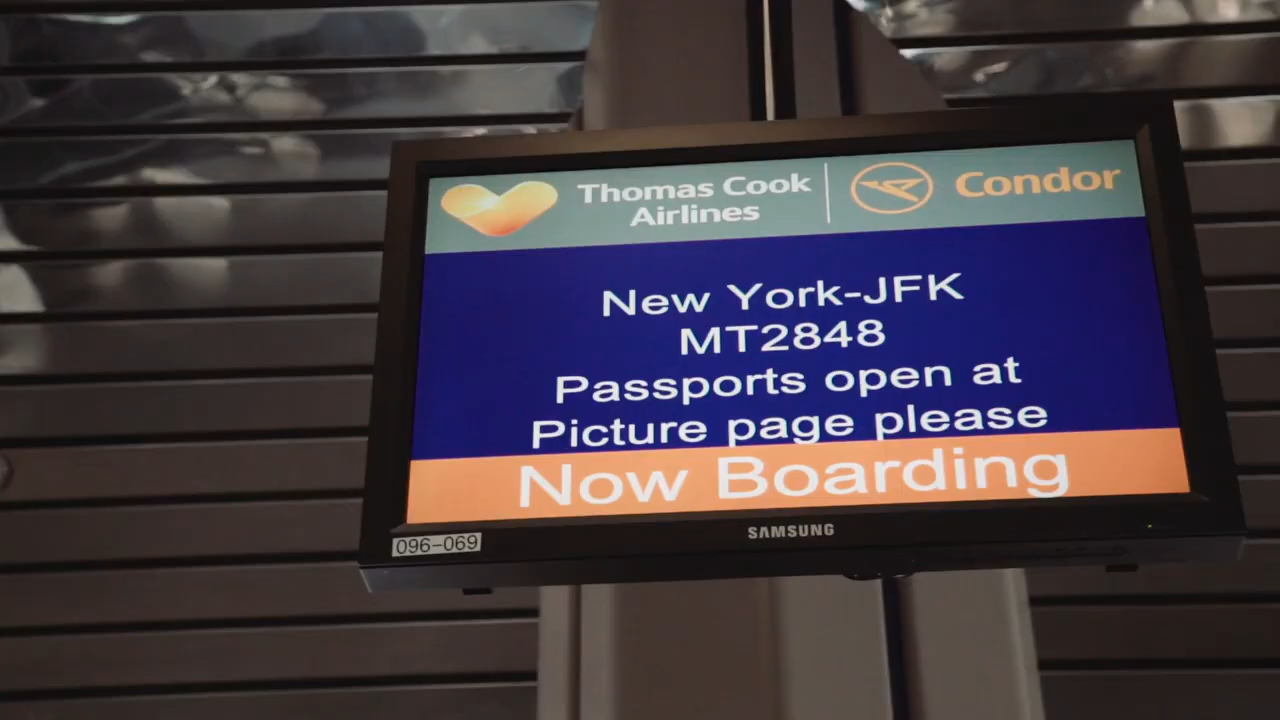 Thomas Cook
Airlines
Condor
New York-JFK
MT2848
Passports open at
Picture page please
Now Boarding
SAMSUNG
096-069